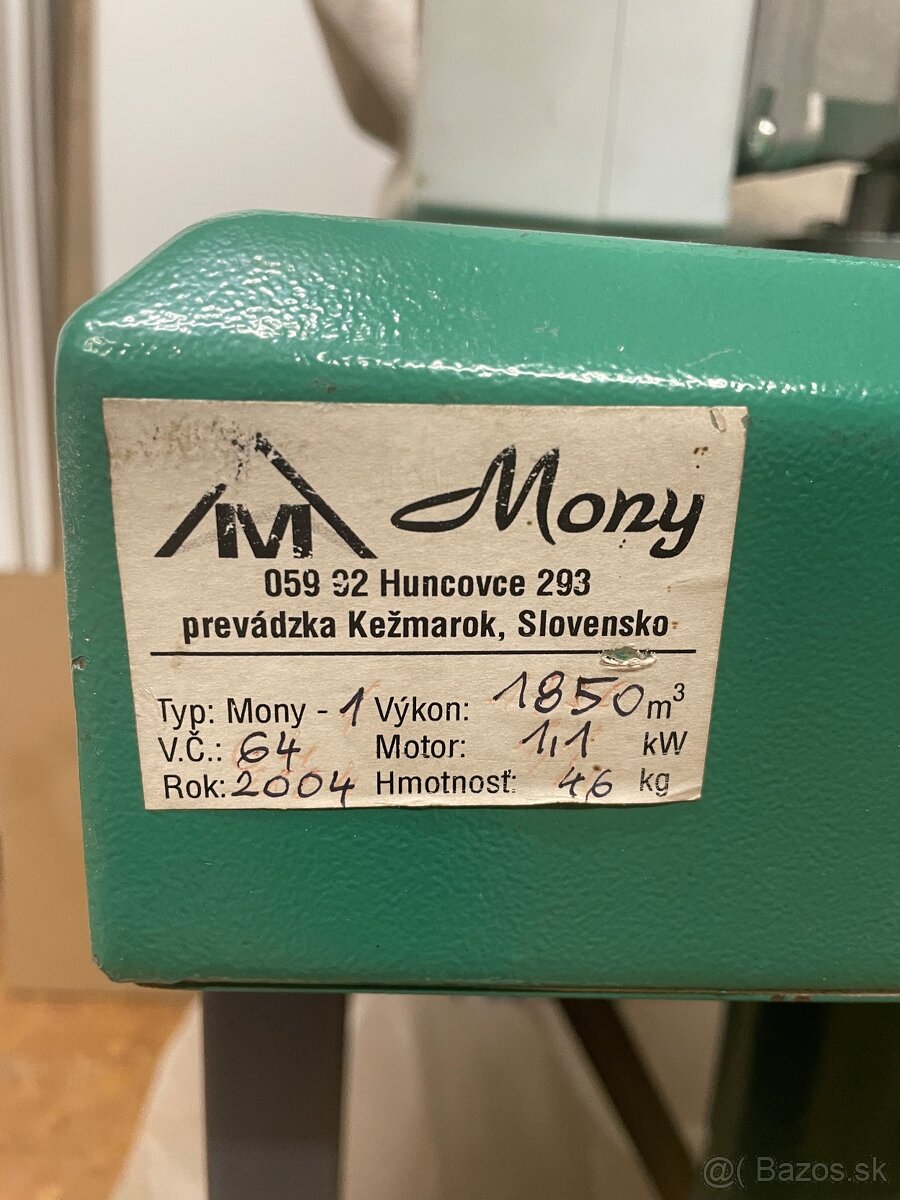 M Mony
059 92 Huncovce 293
prevádzka Kežmarok, Slovensko
Typ: Mony - 1 Výkon: 1850 m³
V.Č.: 64 Motor: 1,1 kW
Rok: 2004 Hmotnosť: 46 kg
@( Bazos.sk